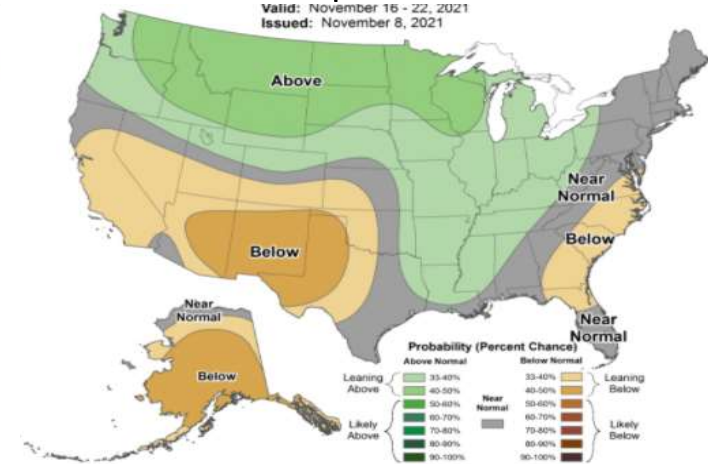 Valid: November 16 - 22, 2021
Issued: November 8, 2021
Above
Near
Normal
Below
Below
Near
Normal
Below
Near
Normal
Probability (Percent Chance)
Above Normal
Below Normal
Leaning
Above
33-40%
40-50%
50-60%
60-70%
70-80%
80-90%
90-100%
Likely
Above
Near
Normal
33-40%
40-50%
50-60%
60-70%
70-80%
80-90%
90-100%
Leaning
Below
Likely
Below